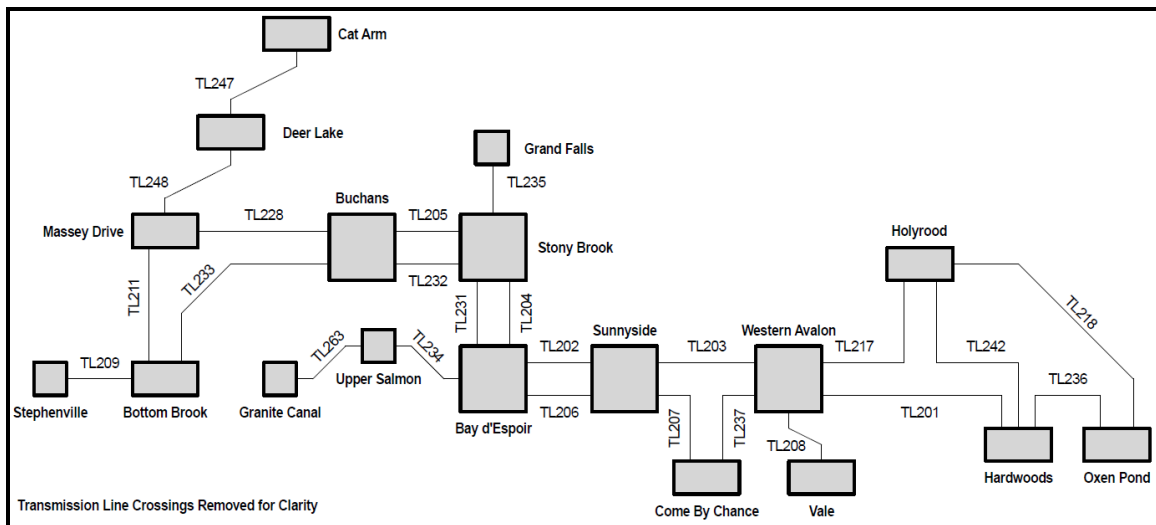 Cat Arm
TL247
Deer Lake
Grand Falls
TL248
TL235
Buchans
Massey Drive
TL228
TL205
Stony Brook
Holyrood
TL211
TL233
TL232
TL231
TL204
TL218
Sunnyside
Western Avalon
TL263
TL234
TL202
TL203
TL217
TL242
TL209
Upper Salmon
TL236
Stephenville
Bottom Brook
Granite Canal
Bay d'Espoir
TL206
TL207
TL237
TL201
TL208
Hardwoods
Oxen Pond
Come By Chance
Vale
Transmission Line Crossings Removed for Clarity